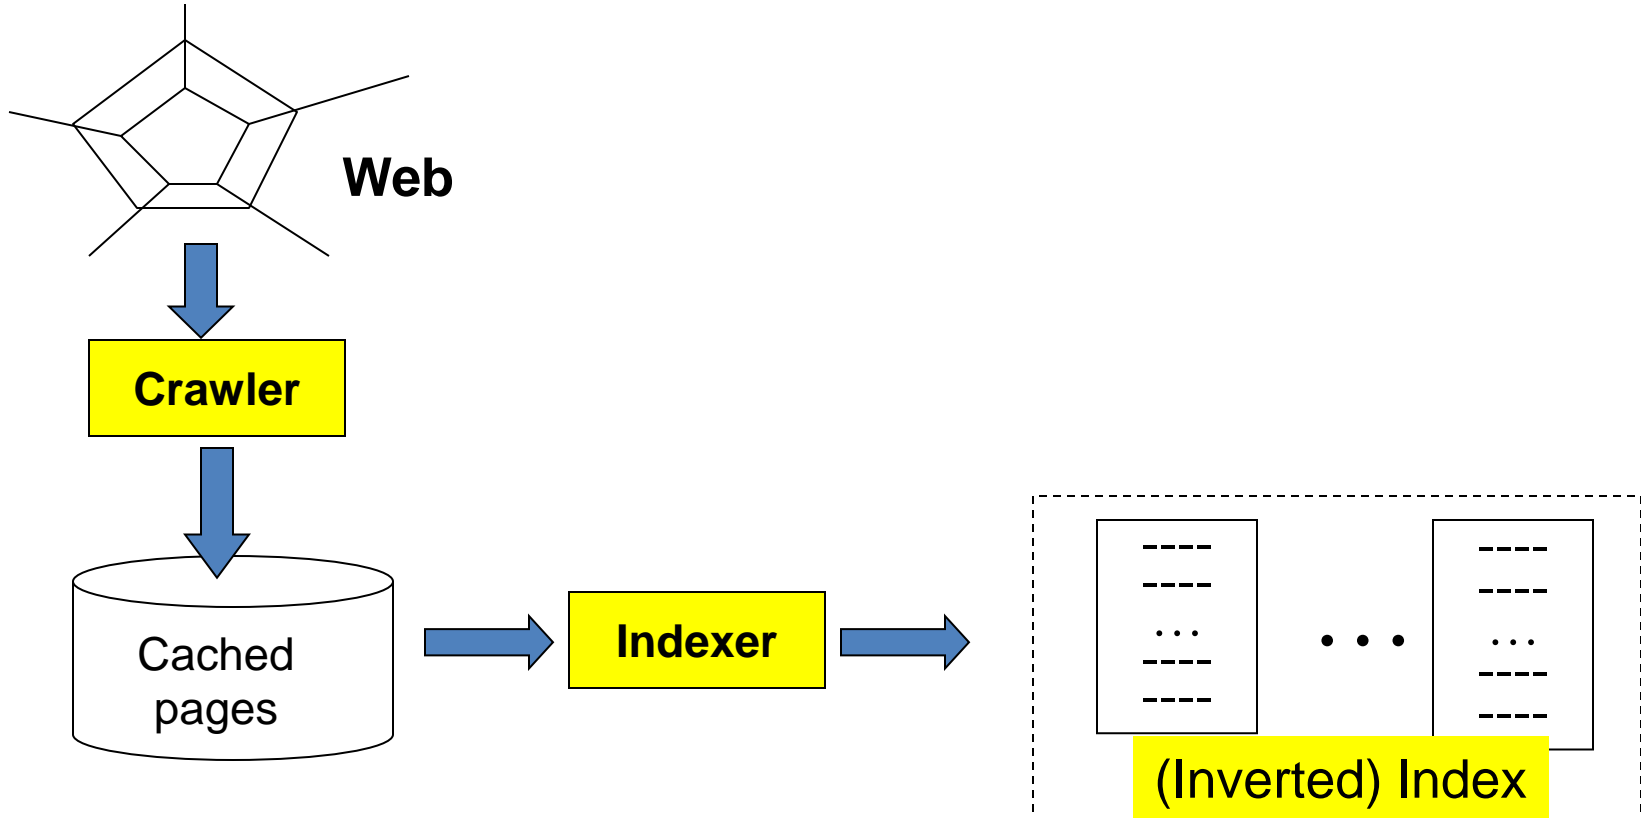 Web
Crawler
Cached
pages
Indexer
----
----
...
----
----
...
----
----
...
----
----
(Inverted) Index